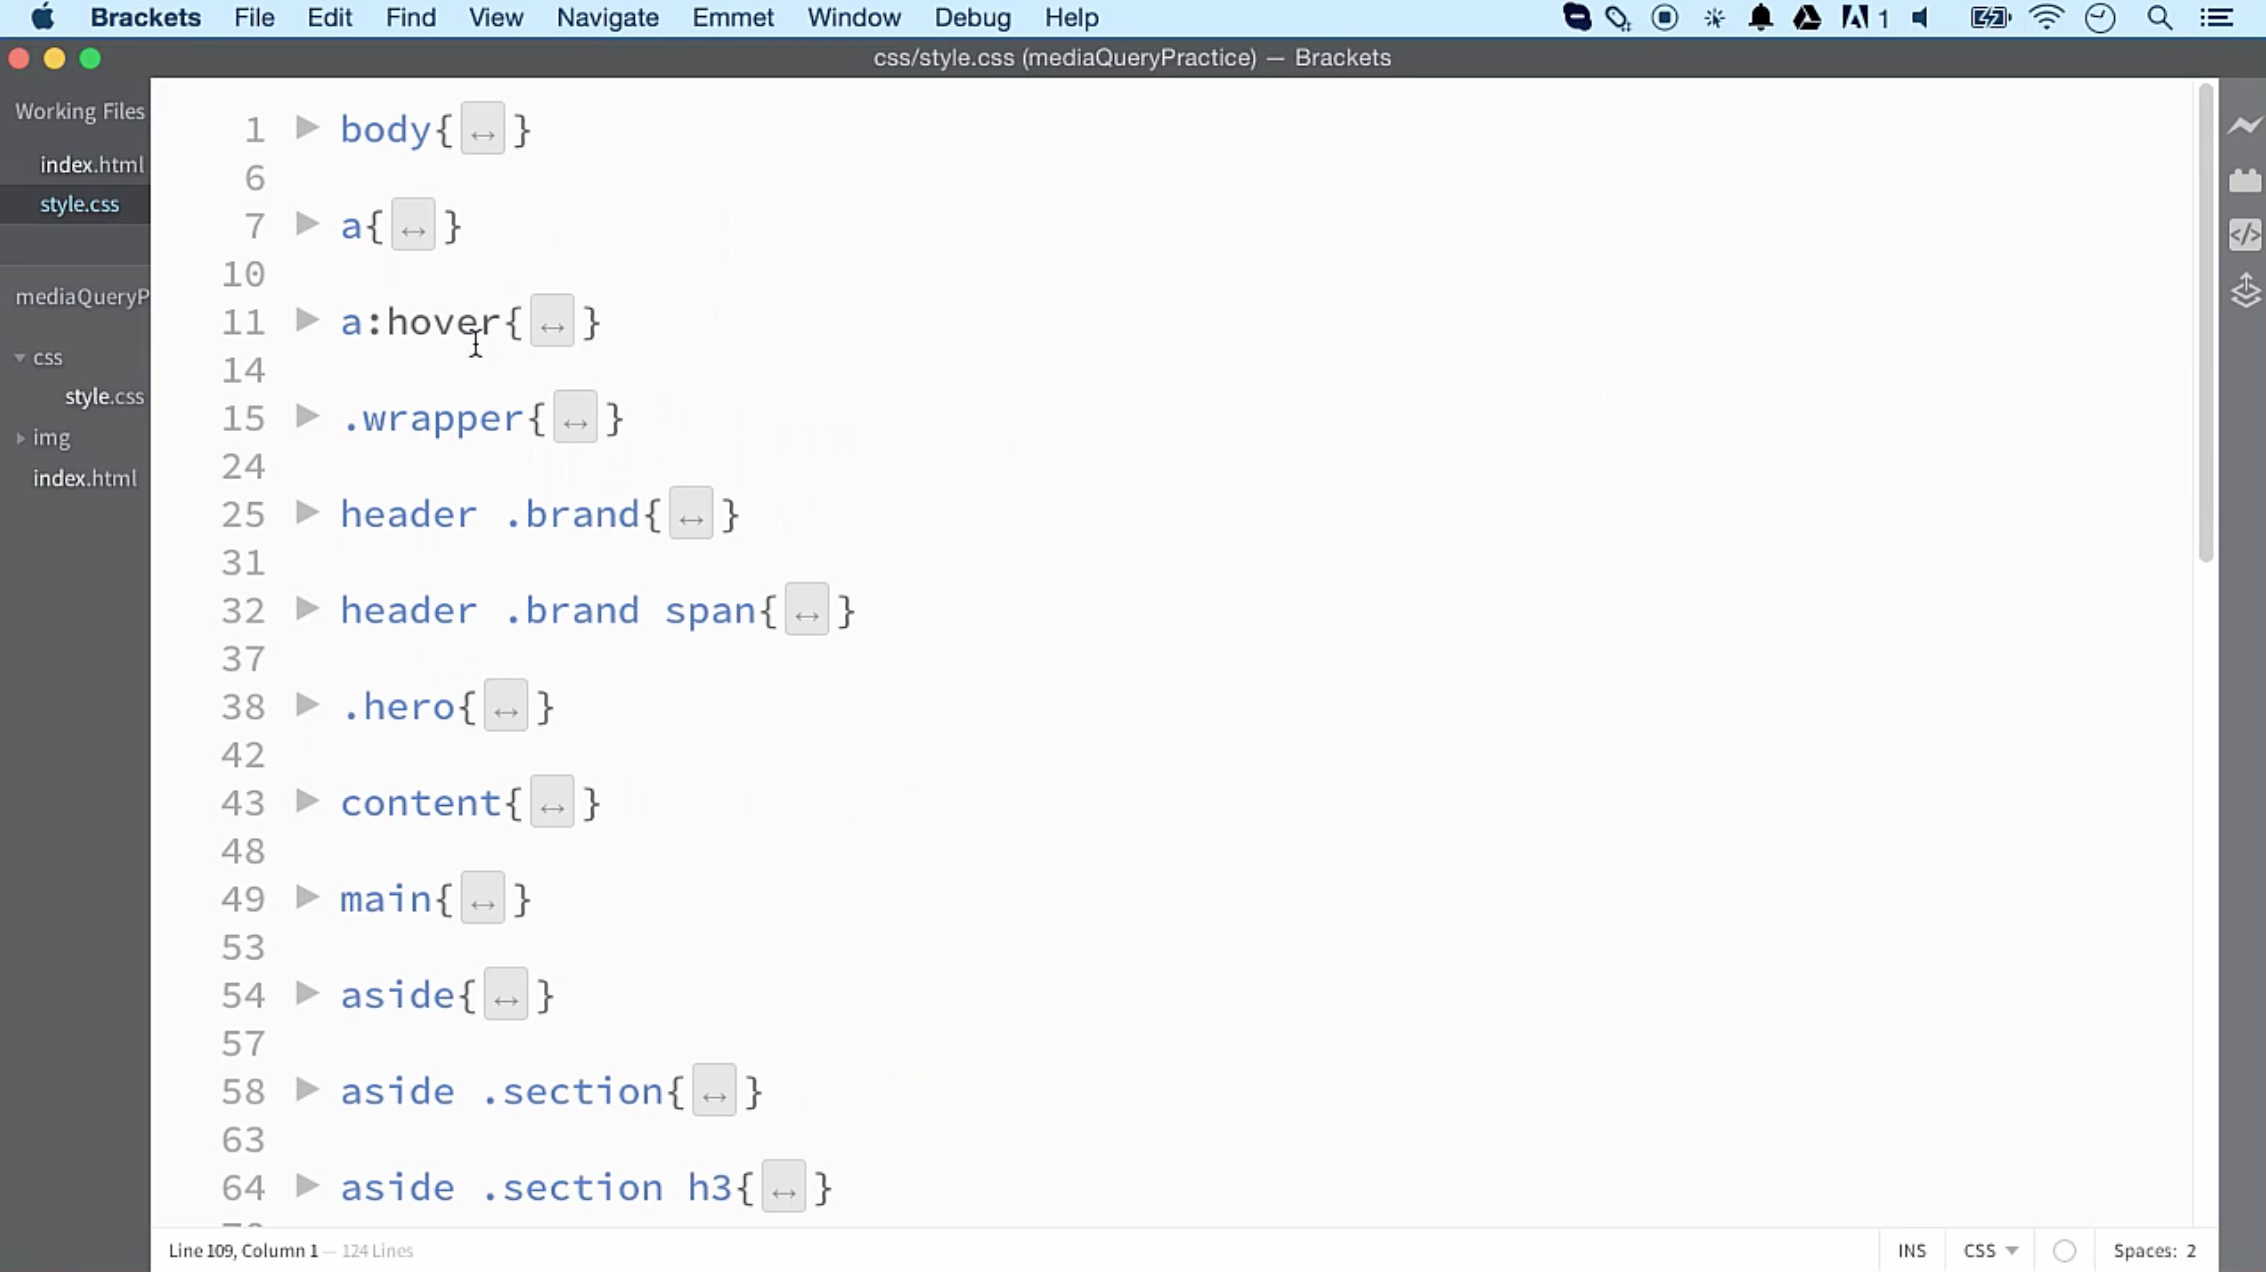 Brackets File Edit Find View Navigate Emmet Window Debug Help 1
css/style.css (mediaQueryPractice) — Brackets
Working Files
index.html
style.css
mediaQueryP
css
style.css
img
index.html
1 body{↔}
6
7 a{↔}
10
11 a:hover{↔}
14
15 .wrapper{↔}
24
25 header .brand{↔}
31
32 header .brand span{↔}
37
38 .hero{↔}
42
43 content{↔}
48
49 main{↔}
53
54 aside{↔}
57
58 aside .section{↔}
63
64 aside .section h3{↔}
Line 109, Column 1 — 124 Lines
INS CSS Spaces: 2